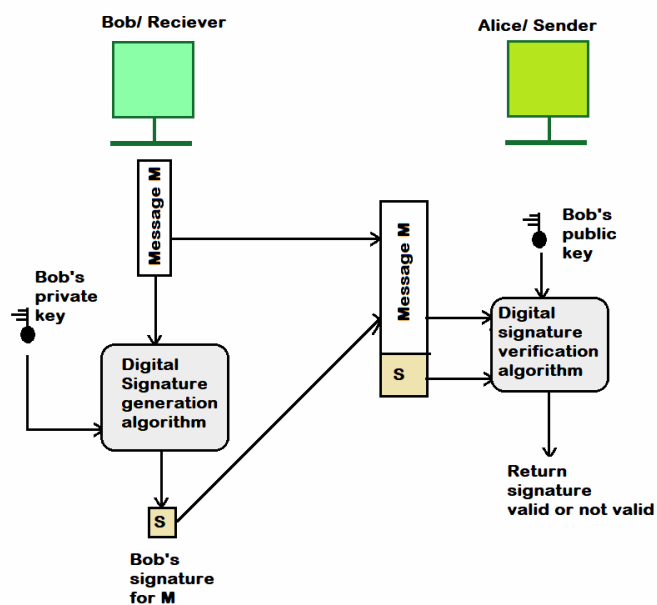 Bob/ Reciever
Alice/ Sender
Message M
Message M
Bob's
private
key
Bob's
public
key
Digital
Signature
generation
algorithm
Digital
signature
verification
algorithm
S
S
Bob's
signature
for M
Return
signature
valid or not valid